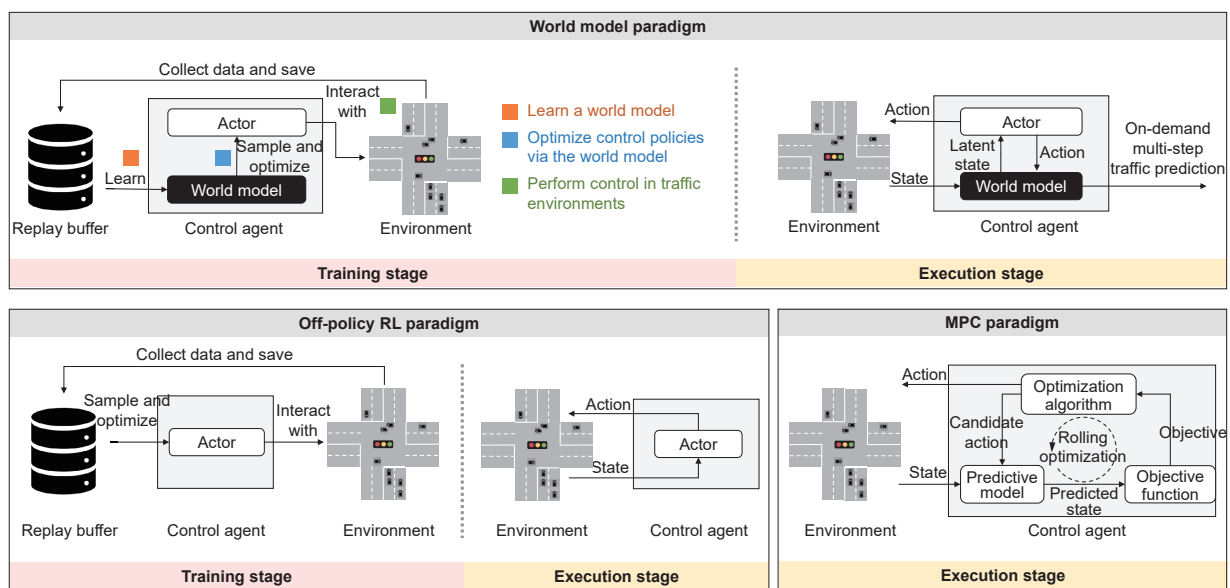 World model paradigm
Collect data and save
Interact
with
Actor
Sample and
optimize
Learn
World model
Replay buffer
Control agent
Environment
Learn a world model
Optimize control policies
via the world model
Perform control in traffic
environments
Action
Actor
Latent
state
Action
State
World model
On-demand
multi-step
traffic prediction
Environment
Control agent
Training stage
Execution stage
Off-policy RL paradigm
Collect data and save
Sample and
optimize
Actor
Interact
with
Replay buffer
Control agent
Environment
Action
Actor
State
Environment
Control agent
Training stage
Execution stage
MPC paradigm
Action
Optimization
algorithm
Candidate
action
Rolling
optimization
Objective
State
Predictive
model
Predicted
state
Objective
function
Environment
Control agent
Execution stage